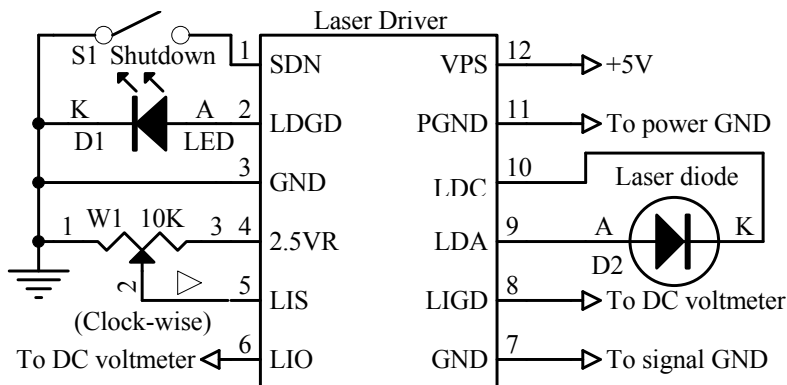 Laser Driver
S1 Shutdown
1 SDN VPS 12 +5V
K A 2 LDGD PGND 11 To power GND
D1 LED
3 GND LDC 10 Laser diode
1 W1 10K 3 4 2.5VR LDA 9 A K
D2
2 5 LIS LIGD 8 To DC voltmeter
(Clock-wise)
To DC voltmeter 6 LIO GND 7 To signal GND